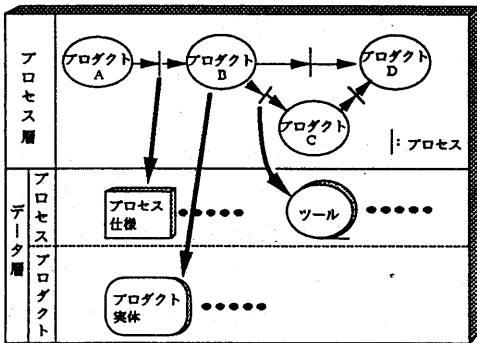 プロセス層
プロダクト
A
プロダクト
B
プロダクト
D
プロダクト
C
|: プロセス
データ層
プロセス
プロセス
仕様
••••••
ツール
•••••
プロダクト
プロダクト
実体
•••••